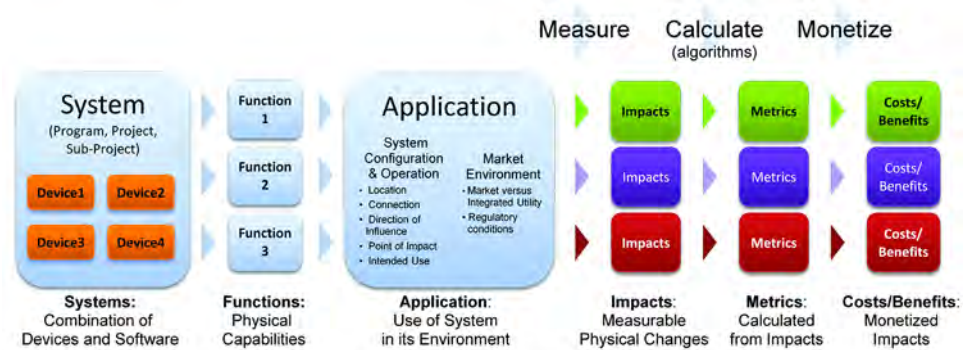 Measure Calculate Monetize
(algorithms)
System
(Program, Project,
Sub-Project)
Device1 Device2
Device3 Device4
Function
1
Function
2
Function
3
Application
System
Configuration
& Operation
• Location
• Connection
• Direction of
Influence
• Point of Impact
• Intended Use
Market
Environment
• Market versus
Integrated Utility
• Regulatory
conditions
Impacts Metrics Costs/
Benefits
Impacts Metrics Costs/
Benefits
Impacts Metrics Costs/
Benefits
Systems:
Combination of
Devices and Software
Functions:
Physical
Capabilities
Application:
Use of System
in its Environment
Impacts:
Measurable
Physical Changes
Metrics:
Calculated
from Impacts
Costs/Benefits:
Monetized
Impacts